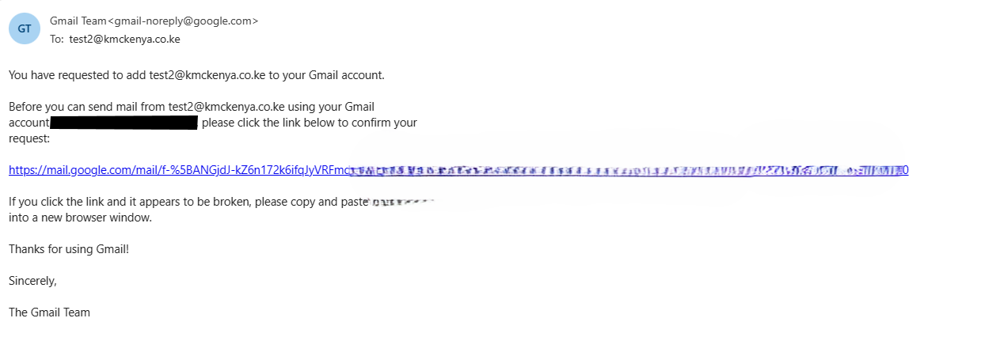 GT
Gmail Team<gmail-noreply@google.com>
To: test2@kmckenya.co.ke
You have requested to add test2@kmckenya.co.ke to your Gmail account.
Before you can send mail from test2@kmckenya.co.ke using your Gmail
account please click the link below to confirm your
request:
https://mail.google.com/mail/f-%5BANGjdJ-kZ6n172k6ifqJyVRFmc
If you click the link and it appears to be broken, please copy and paste
into a new browser window.
Thanks for using Gmail!
Sincerely,
The Gmail Team